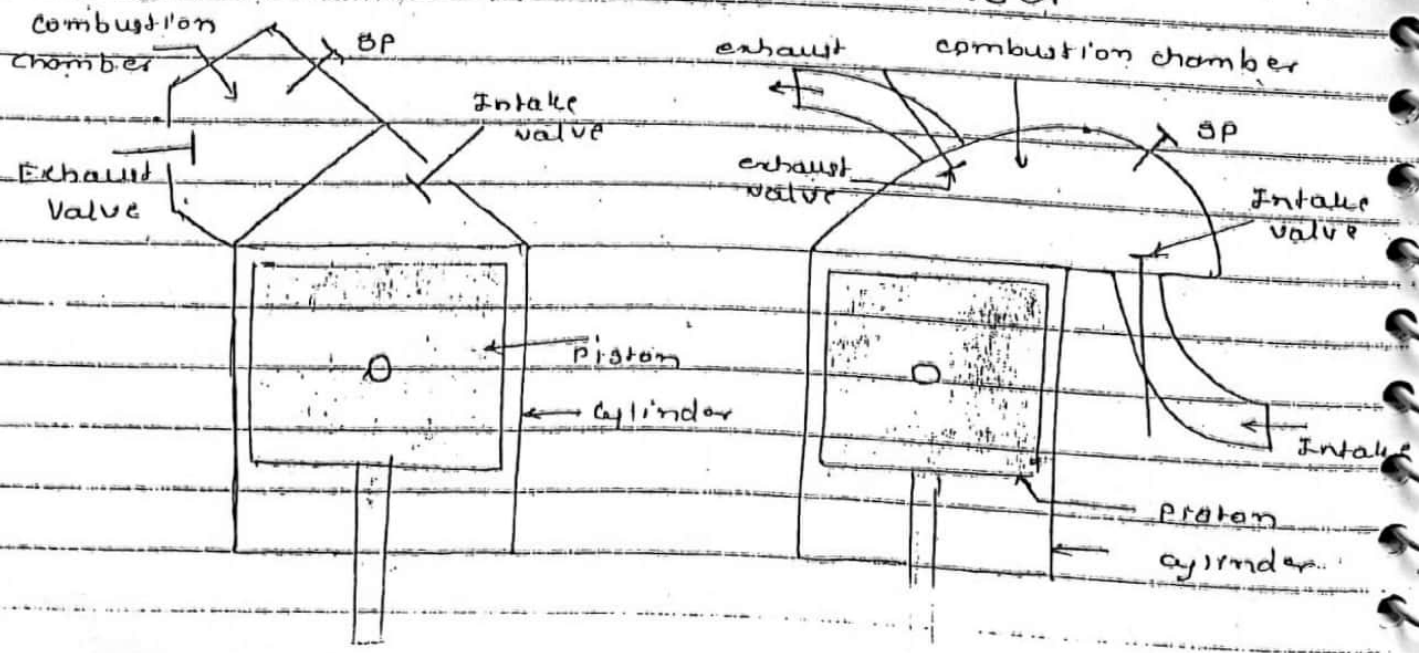 combustion
chamber
SP
Intake
valve
Exhaust
Valve
Piston
Cylinder
exhaust
combustion chamber
SP
exhaust
valve
Intake
valve
Intake
Piston
Cylinder